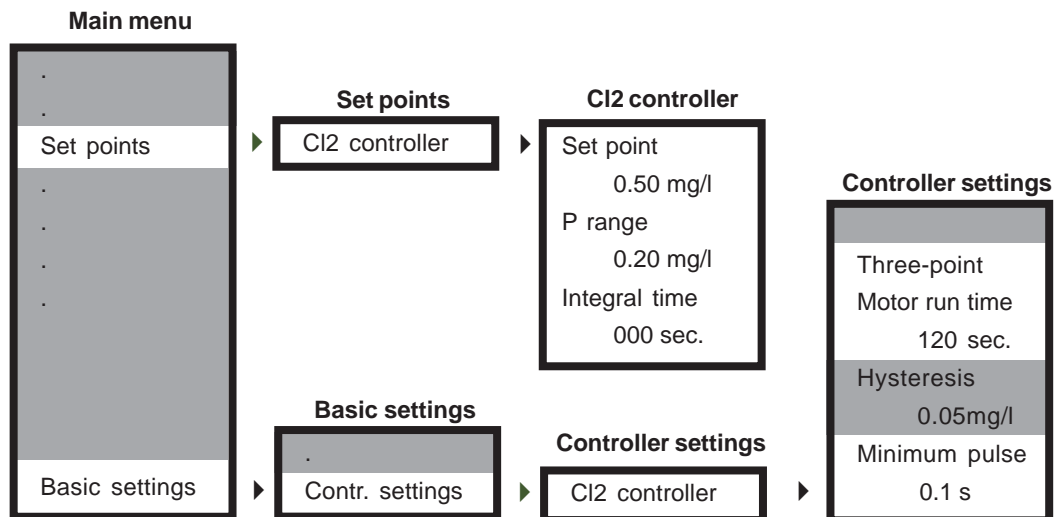 Main menu
.
.
Set points
.
.
.
.
Basic settings
Set points
Cl2 controller
Cl2 controller
Set point
0.50 mg/l
P range
0.20 mg/l
Integral time
000 sec.
Basic settings
.
Contr. settings
Controller settings
Cl2 controller
Controller settings
Three-point
Motor run time
120 sec.
Hysteresis
0.05mg/l
Minimum pulse
0.1 s